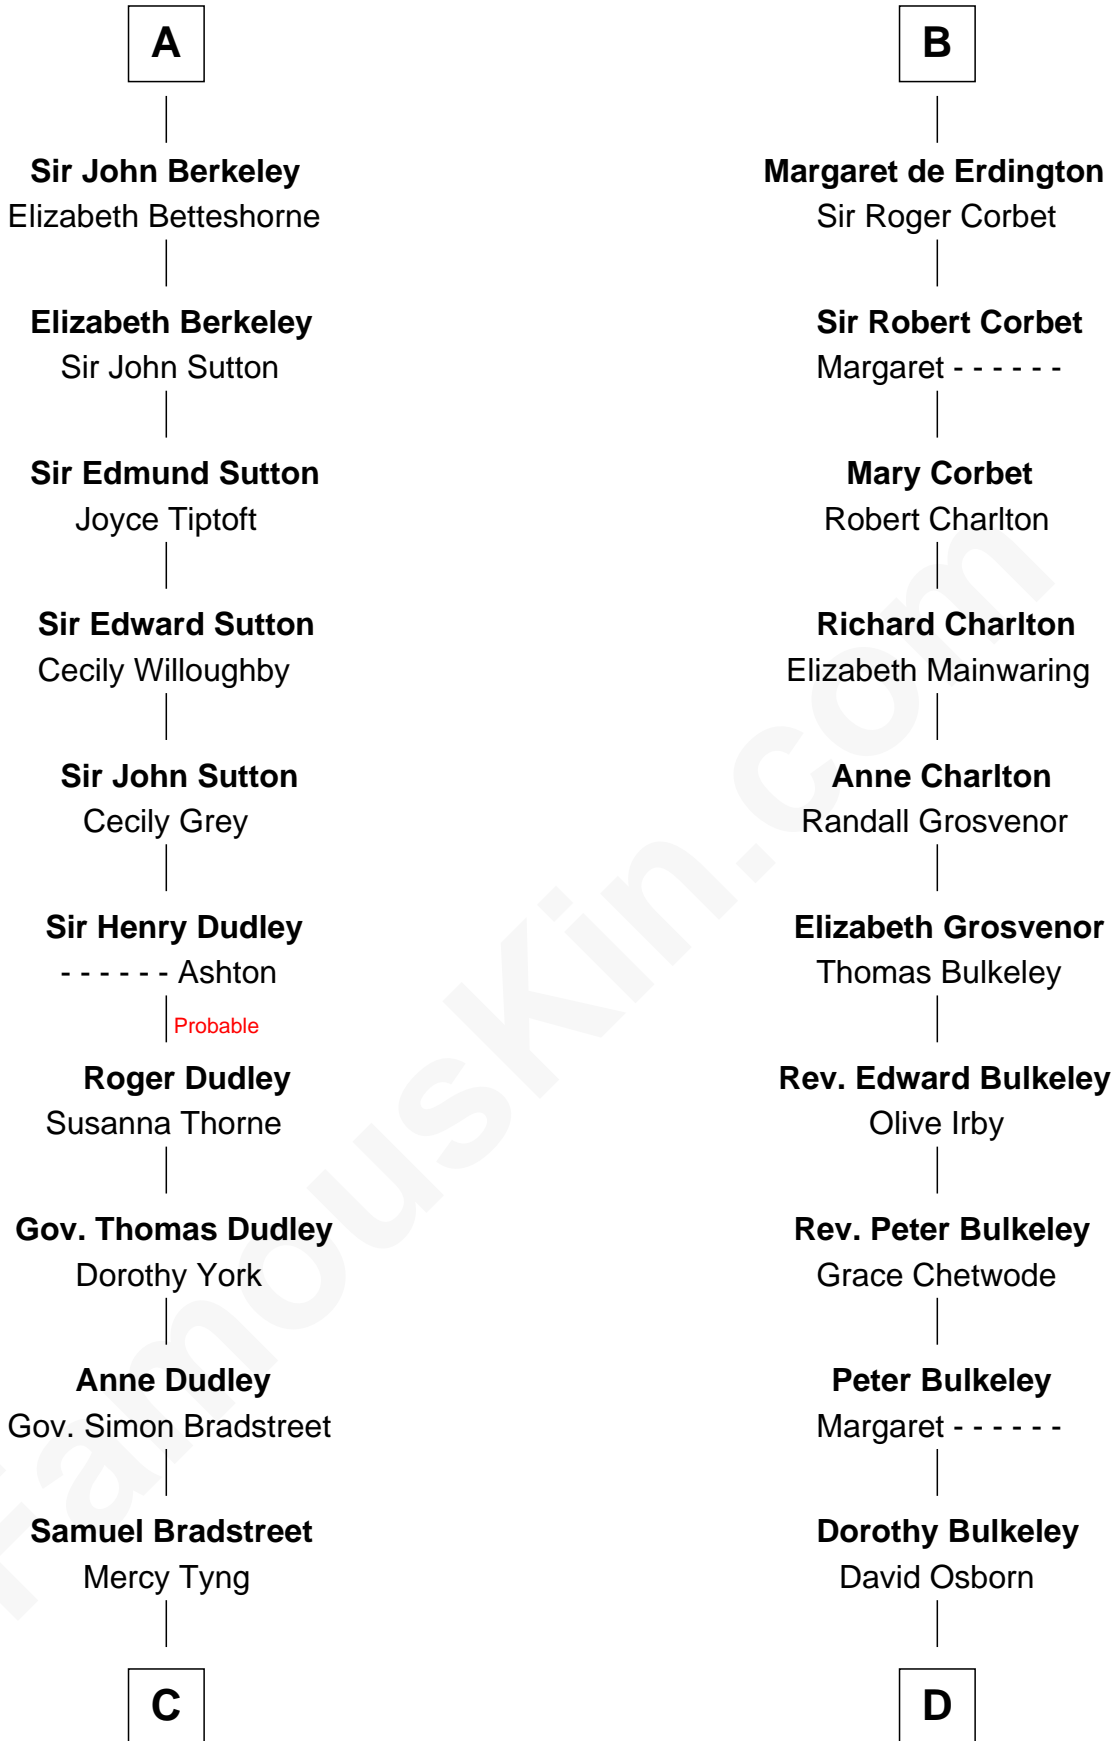 A
Sir John Berkeley
Elizabeth Betteshorne
Elizabeth Berkeley
Sir John Sutton
Sir Edmund Sutton
Joyce Tiptoft
Sir Edward Sutton
Cecily Willoughby
Sir John Sutton
Cecily Grey
Sir Henry Dudley
- - - - - - Ashton
Probable
Roger Dudley
Susanna Thorne
Gov. Thomas Dudley
Dorothy York
Anne Dudley
Gov. Simon Bradstreet
Samuel Bradstreet
Mercy Tyng
C
B
Margaret de Erdington
Sir Roger Corbet
Sir Robert Corbet
Margaret - - - - - -
Mary Corbet
Robert Charlton
Richard Charlton
Elizabeth Mainwaring
Anne Charlton
Randall Grosvenor
Elizabeth Grosvenor
Thomas Bulkeley
Rev. Edward Bulkeley
Olive Irby
Rev. Peter Bulkeley
Grace Chetwode
Peter Bulkeley
Margaret - - - - - -
Dorothy Bulkeley
David Osborn
D
FamousKin.com